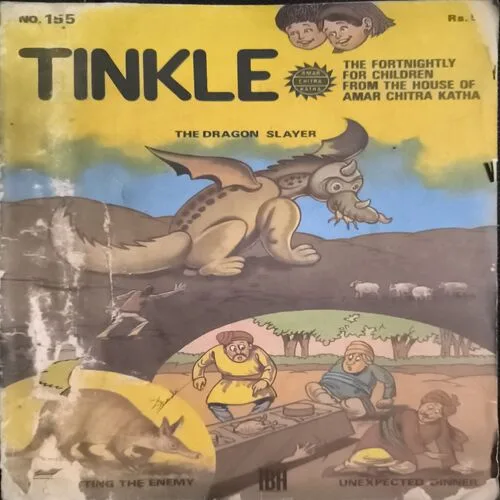 NO. 155
Rs.
TINKLE
AMAR
CHITRA
KATHA
THE FORTNIGHTLY
FOR CHILDREN
FROM THE HOUSE OF
AMAR CHITRA KATHA
THE DRAGON SLAYER
TING THE ENEMY
IBH
UNEXPECTED DINNER